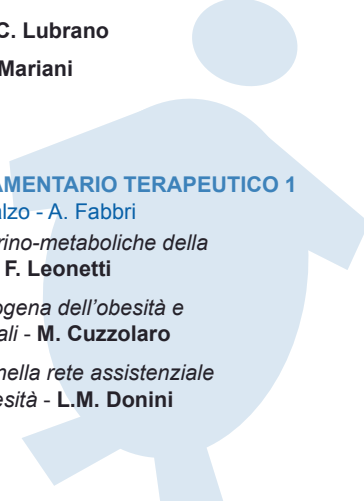 C. Lubrano
Mariani
AMENTARIO TERAPEUTICO 1
alzo - A. Fabbri
rino-metaboliche della
F. Leonetti
ogena dell'obesità e
ali - M. Cuzzolaro
nella rete assistenziale
esità - L.M. Donini